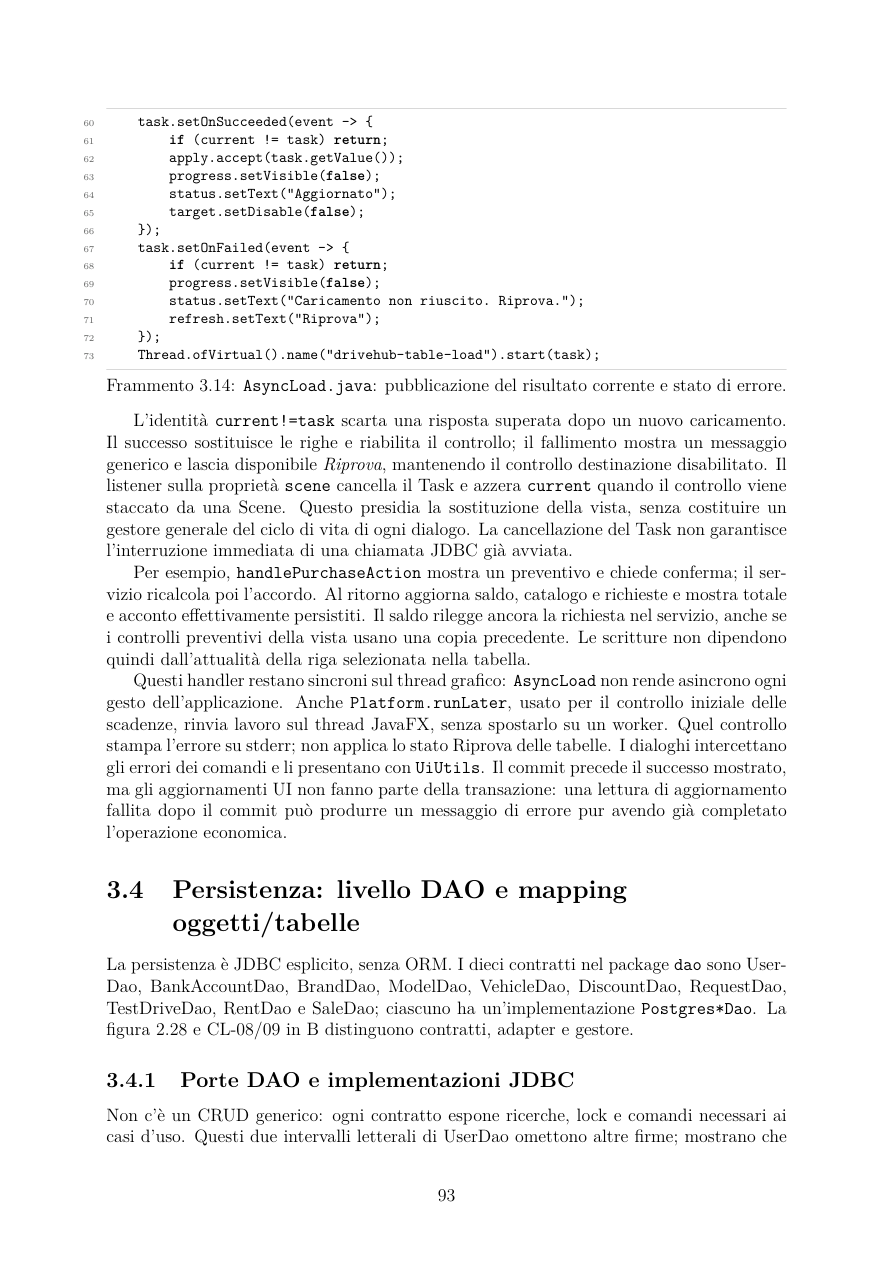 60 task.setOnSucceeded(event -> {
61 if (current != task) return;
62 apply.accept(task.getValue());
63 progress.setVisible(false);
64 status.setText("Aggiornato");
65 target.setDisable(false);
66 });
67 task.setOnFailed(event -> {
68 if (current != task) return;
69 progress.setVisible(false);
70 status.setText("Caricamento non riuscito. Riprova.");
71 refresh.setText("Riprova");
72 });
73 Thread.ofVirtual().name("drivehub-table-load").start(task);
Frammento 3.14: AsyncLoad.java: pubblicazione del risultato corrente e stato di errore.
L'identità current!=task scarta una risposta superata dopo un nuovo caricamento.
Il successo sostituisce le righe e riabilita il controllo; il fallimento mostra un messaggio
generico e lascia disponibile Riprova, mantenendo il controllo destinazione disabilitato. Il
listener sulla proprietà scene cancella il Task e azzera current quando il controllo viene
staccato da una Scene. Questo presidia la sostituzione della vista, senza costituire un
gestore generale del ciclo di vita di ogni dialogo. La cancellazione del Task non garantisce
l'interruzione immediata di una chiamata JDBC già avviata.
Per esempio, handlePurchaseAction mostra un preventivo e chiede conferma; il ser-
vizio ricalcola poi l'accordo. Al ritorno aggiorna saldo, catalogo e richieste e mostra totale
e acconto effettivamente persistiti. Il saldo rilegge ancora la richiesta nel servizio, anche se
i controlli preventivi della vista usano una copia precedente. Le scritture non dipendono
quindi dall'attualità della riga selezionata nella tabella.
Questi handler restano sincroni sul thread grafico: AsyncLoad non rende asincrono ogni
gesto dell'applicazione. Anche Platform.runLater, usato per il controllo iniziale delle
scadenze, rinvia lavoro sul thread JavaFX, senza spostarlo su un worker. Quel controllo
stampa l'errore su stderr; non applica lo stato Riprova delle tabelle. I dialoghi intercettano
gli errori dei comandi e li presentano con UiUtils. Il commit precede il successo mostrato,
ma gli aggiornamenti UI non fanno parte della transazione: una lettura di aggiornamento
fallita dopo il commit può produrre un messaggio di errore pur avendo già completato
l'operazione economica.
3.4 Persistenza: livello DAO e mapping
oggetti/tabelle
La persistenza è JDBC esplicito, senza ORM. I dieci contratti nel package dao sono User-
Dao, BankAccountDao, BrandDao, ModelDao, VehicleDao, DiscountDao, RequestDao,
TestDriveDao, RentDao e SaleDao; ciascuno ha un'implementazione Postgres*Dao. La
figura 2.28 e CL-08/09 in B distinguono contratti, adapter e gestore.
3.4.1 Porte DAO e implementazioni JDBC
Non c'è un CRUD generico: ogni contratto espone ricerche, lock e comandi necessari ai
casi d'uso. Questi due intervalli letterali di UserDao omettono altre firme; mostrano che
93